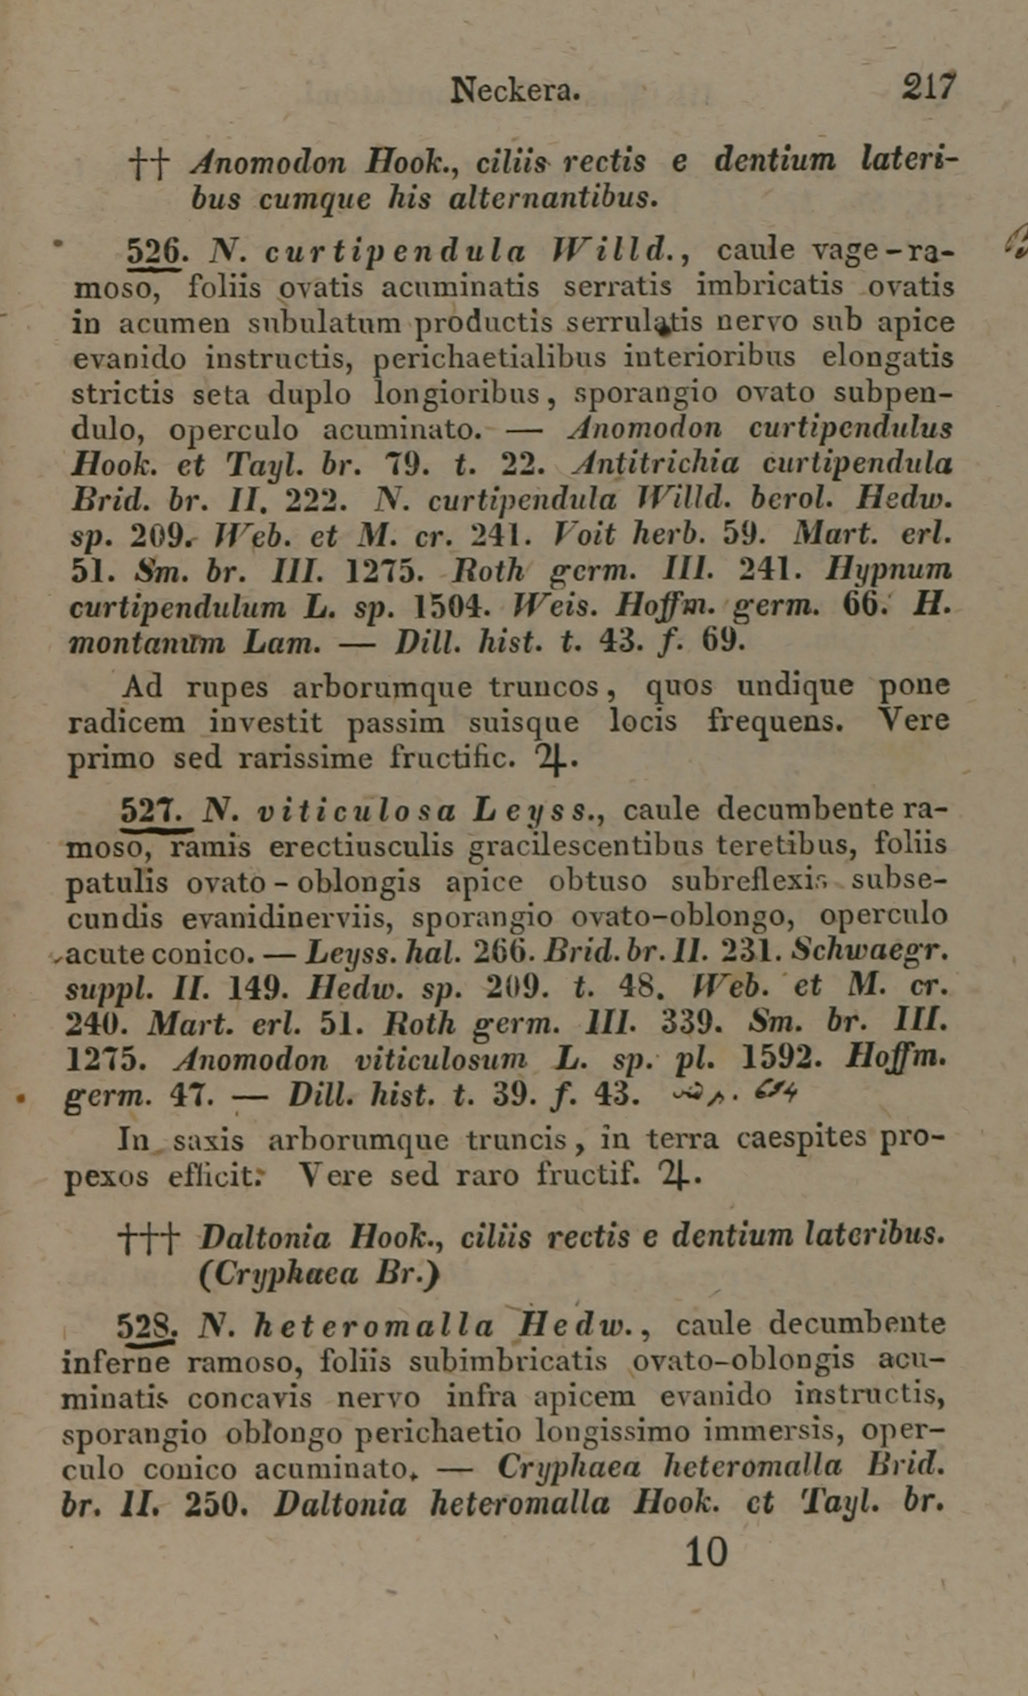 Neckera. 217
†† Anomodon Hook., ciliis rectis e dentium lateri-
bus cumque his alternantibus.
526. N. curtipendula Willd., caule vage-ra-
moso, foliis ovatis acuminatis serratis imbricatis ovatis
in acumen subulatum productis serrulatis nervo sub apice
evanido instructis, perichaetialibus interioribus elongatis
strictis seta duplo longioribus, sporangio ovato subpen-
dulo, operculo acuminato. — Anomodon curtipendulus
Hook. et Tayl. br. 79. t. 22. Antitrichia curtipendula
Brid. br. II. 222. N. curtipendula Willd. berol. Hedw.
sp. 209. Web. et M. cr. 241. Voit herb. 59. Mart. erl.
51. Sm. br. III. 1275. Roth germ. III. 241. Hypnum
curtipendulum L. sp. 1504. Weis. Hoffm. germ. 66. H.
montanum Lam. — Dill. hist. t. 43. f. 69.
Ad rupes arborumque truncos, quos undique pone
radicem investit passim suisque locis frequens. Vere
primo sed rarissime fructific. ♃.
527. N. viticulosa Leyss., caule decumbente ra-
moso, ramis erectiusculis gracilescentibus teretibus, foliis
patulis ovato-oblongis apice obtuso subreflexis subse-
cundis evanidinerviis, sporangio ovato-oblongo, operculo
acute conico. — Leyss. hal. 266. Brid. br. II. 231. Schwaegr.
suppl. II. 149. Hedw. sp. 209. t. 48. Web. et M. cr.
240. Mart. erl. 51. Roth germ. III. 339. Sm. br. III.
1275. Anomodon viticulosum L. sp. pl. 1592. Hoffm.
germ. 47. — Dill. hist. t. 39. f. 43.
In saxis arborumque truncis, in terra caespites pro-
pexos efficit: Vere sed raro fructif. ♃.
††† Daltonia Hook., ciliis rectis e dentium lateribus.
(Cryphaea Br.)
528. N. heteromalla Hedw., caule decumbente
inferne ramoso, foliis subimbricatis ovato-oblongis acu-
minatis concavis nervo infra apicem evanido instructis,
sporangio oblongo perichaetio longissimo immersis, oper-
culo conico acuminato. — Cryphaea heteromalla Brid.
br. II. 250. Daltonia heteromalla Hook. et Tayl. br.
10